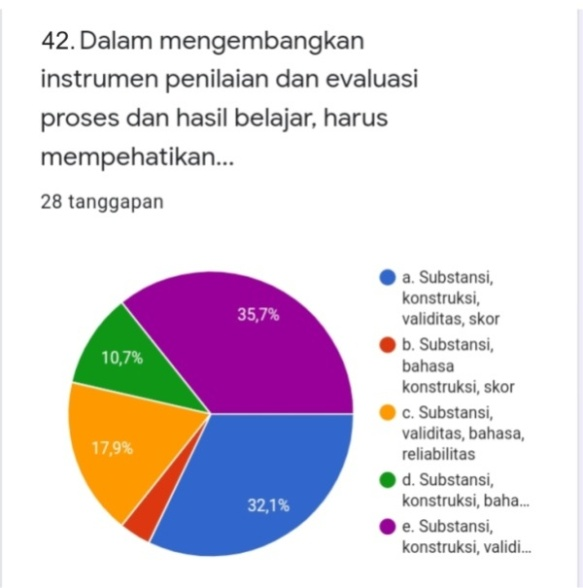 42. Dalam mengembangkan
instrumen penilaian dan evaluasi
proses dan hasil belajar, harus
mempehatikan...
28 tanggapan
35,7%
10,7%
17,9%
32,1%
a. Substansi,
konstruksi,
validitas, skor
b. Substansi,
bahasa
konstruksi, skor
c. Substansi,
validitas, bahasa,
reliabilitas
d. Substansi,
konstruksi, baha...
e. Substansi,
konstruksi, validi...